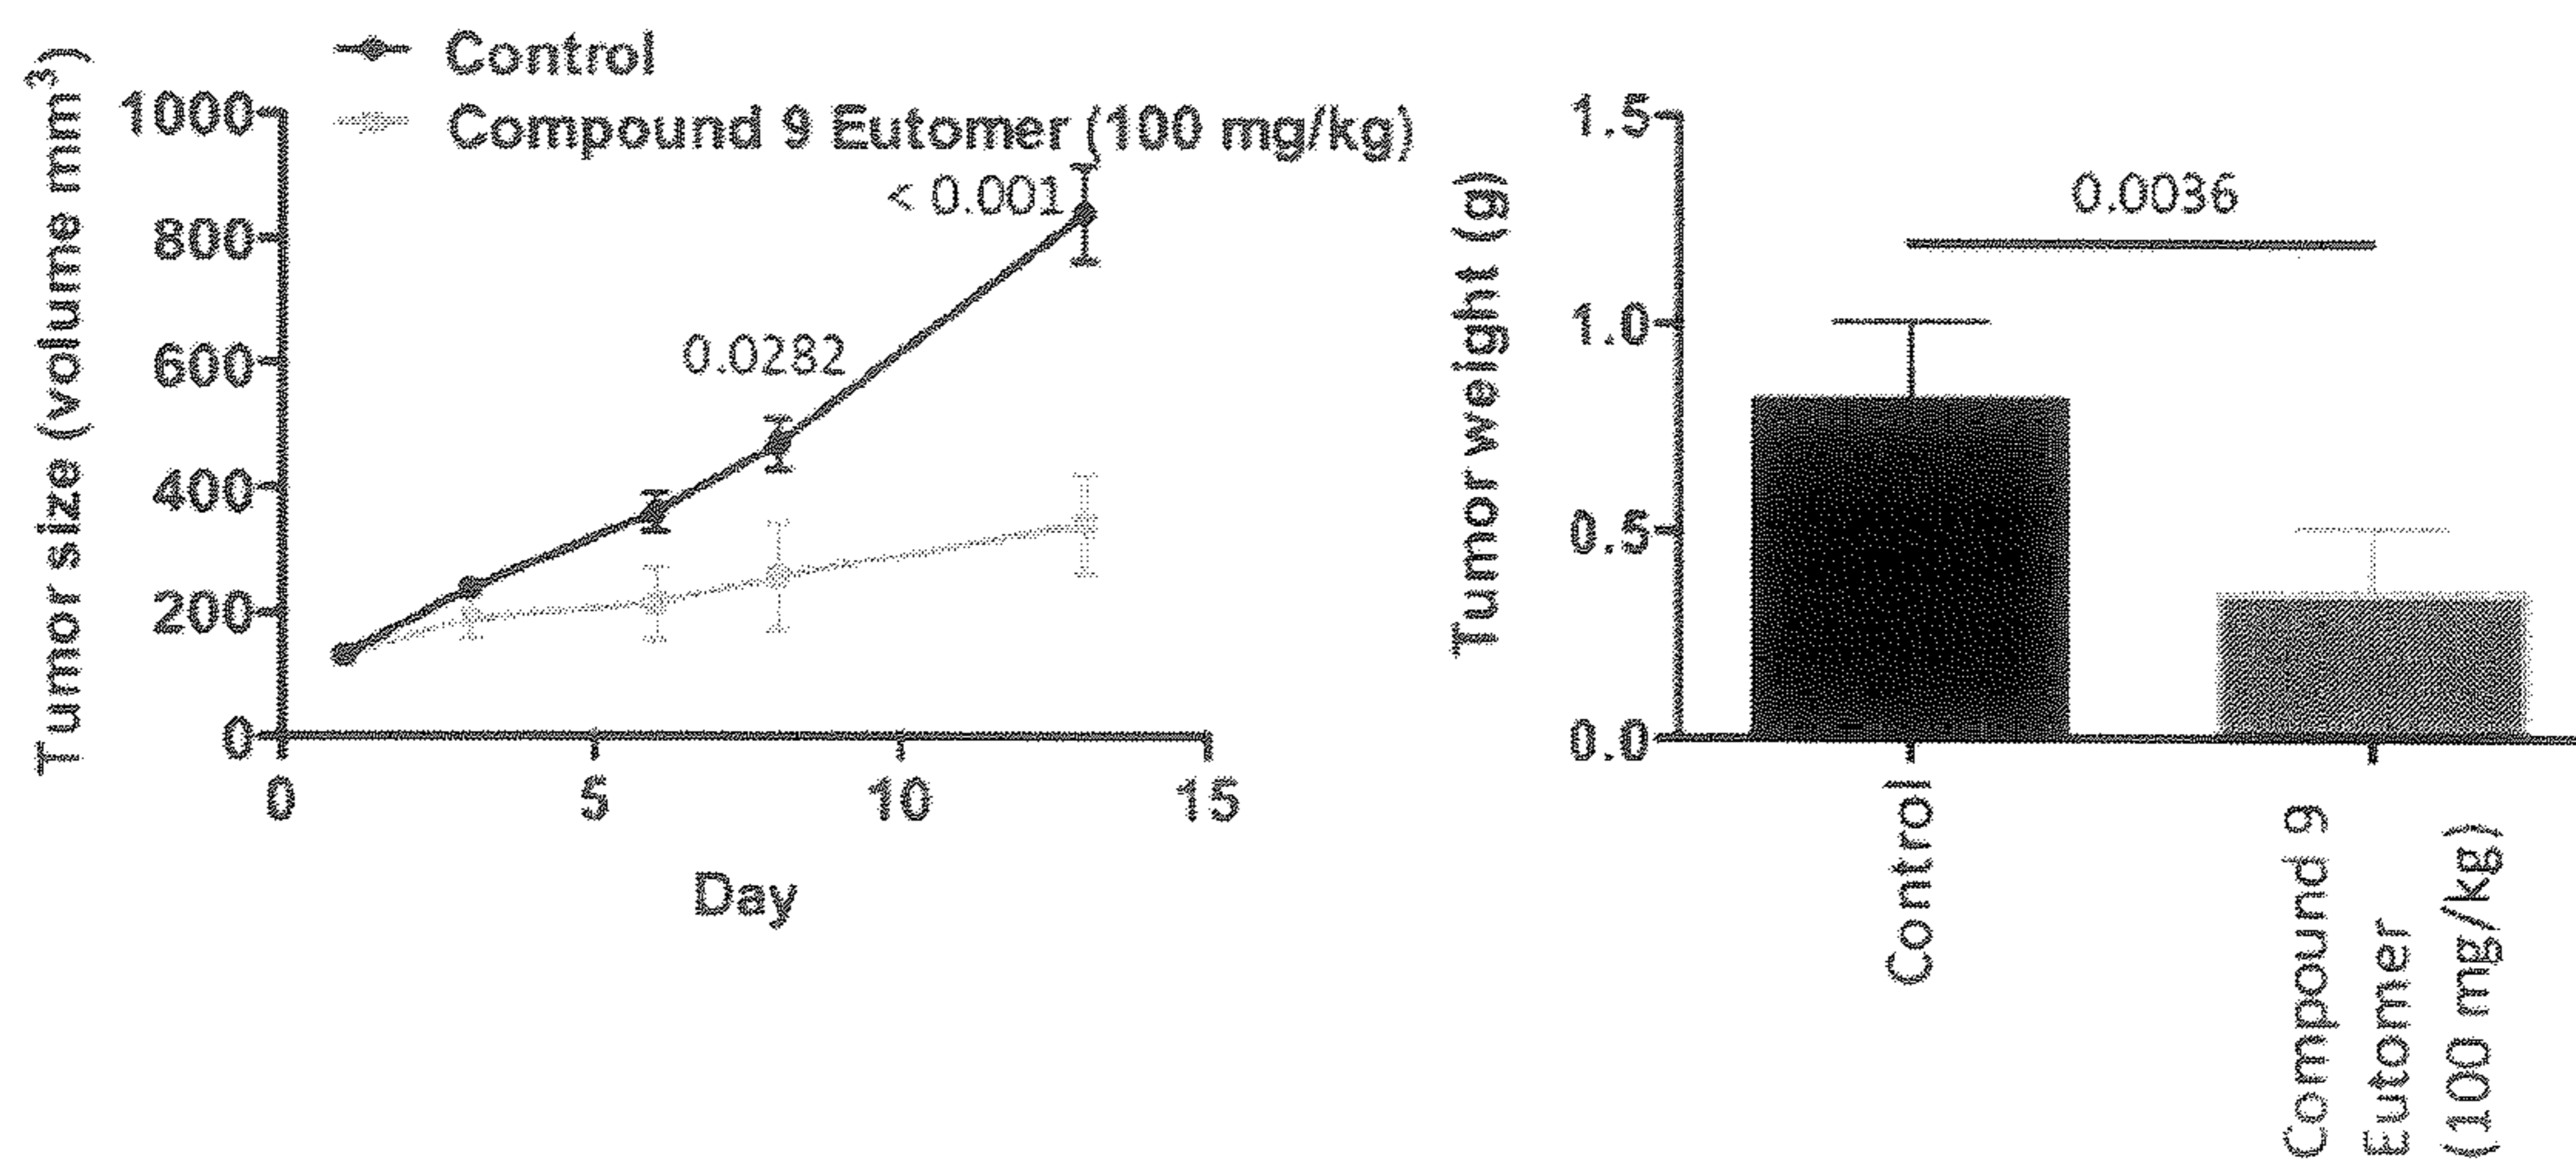 Control
Compound 9 Eutomer (100 mg/kg)
Tumor size (volume mm³)
1000
800
600
400
200
0
< 0.001
0.0282
0
5
10
15
Day
Tumor weight (g)
1.5
1.0
0.5
0.0
0.0036
Control
Compound 9
Eutomer
(100 mg/kg)